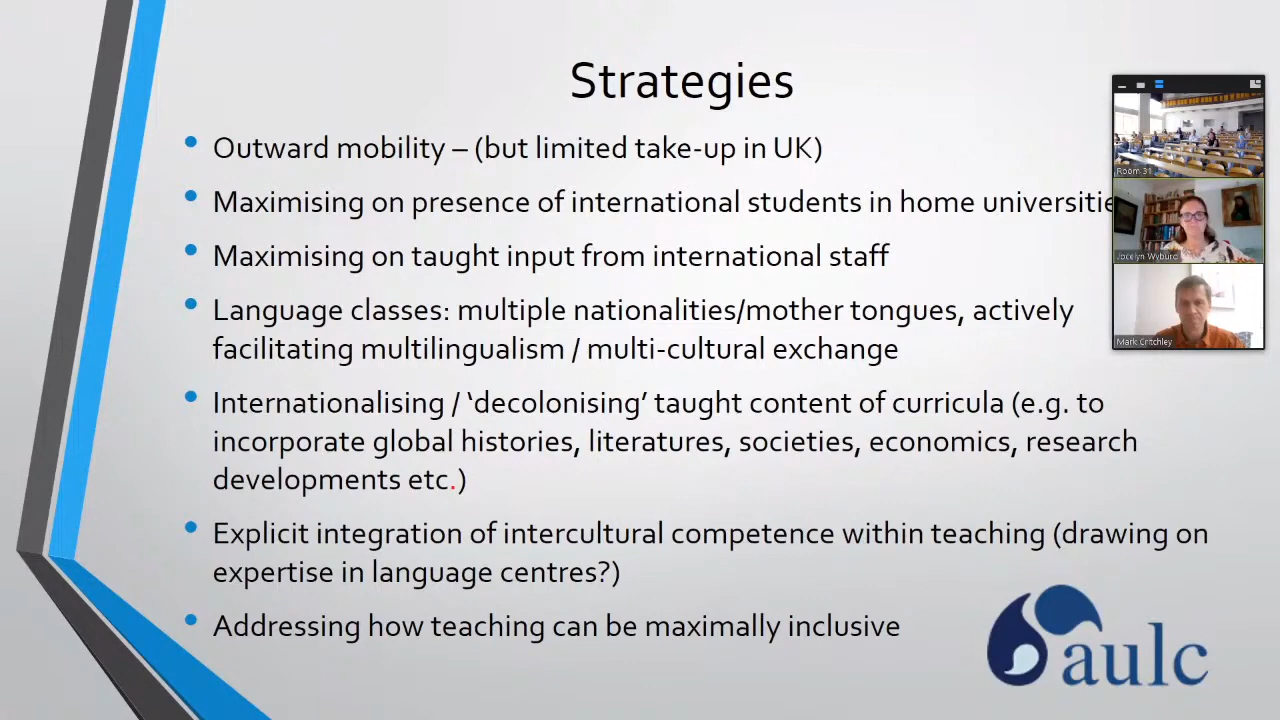 Strategies
Outward mobility – (but limited take-up in UK)
Maximising on presence of international students in home universitie
Maximising on taught input from international staff
Language classes: multiple nationalities/mother tongues, actively
facilitating multilingualism / multi-cultural exchange
Internationalising / ‘decolonising’ taught content of curricula (e.g. to
incorporate global histories, literatures, societies, economics, research
developments etc.)
Explicit integration of intercultural competence within teaching (drawing on
expertise in language centres?)
Addressing how teaching can be maximally inclusive
Room 31
Jocelyn Wyburd
Mark Critchley
aulc